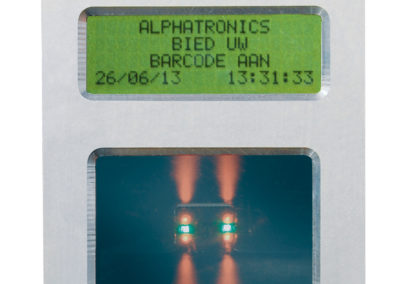 ALPHATRONICS
BIED UW
BARCODE AAN
26/06/13 13:31:33